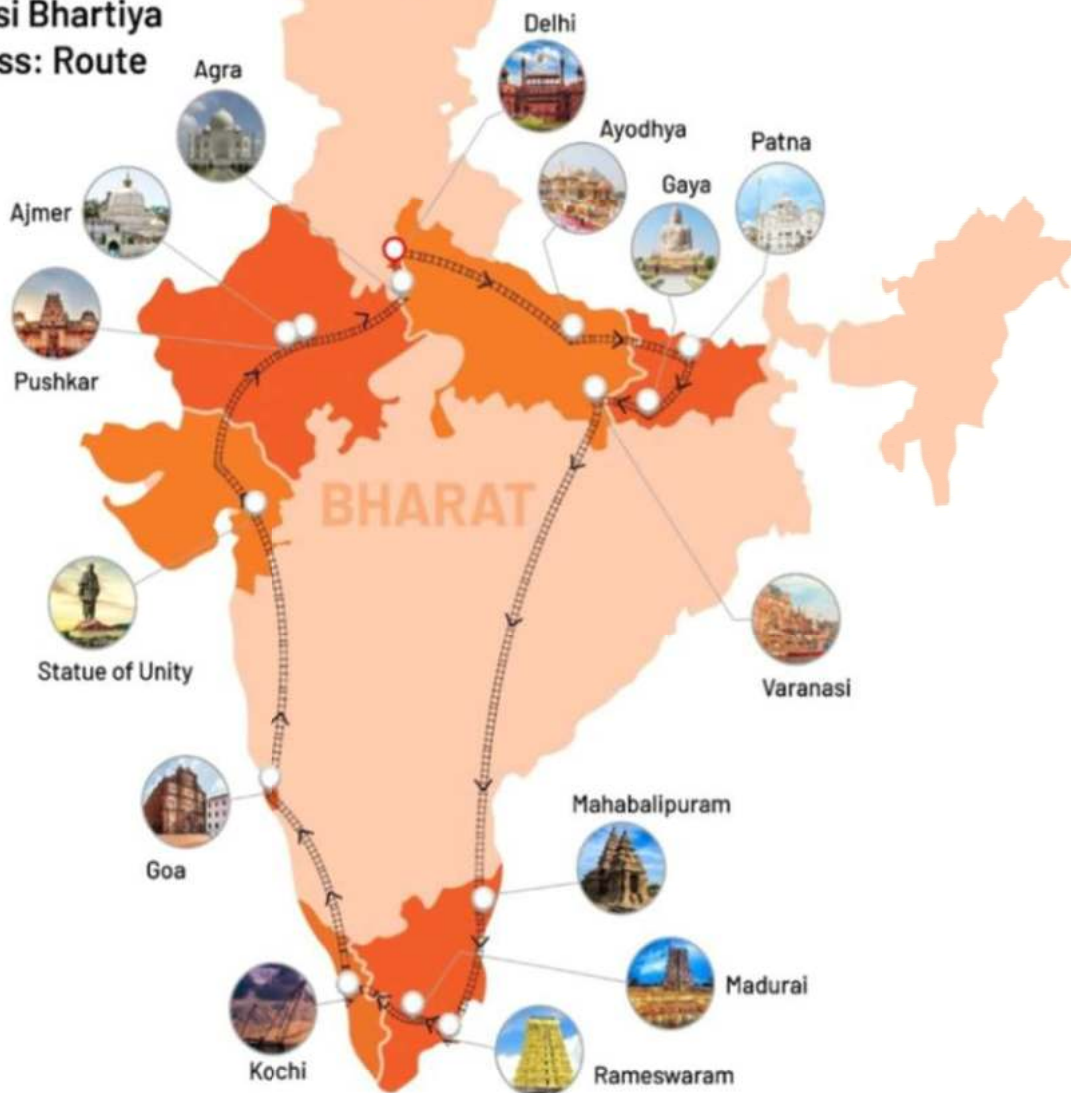 si Bhartiya
ss: Route
Delhi
Agra
Ayodhya
Patna
Gaya
Ajmer
Pushkar
BHARAT
Statue of Unity
Varanasi
Goa
Mahabalipuram
Madurai
Kochi
Rameswaram